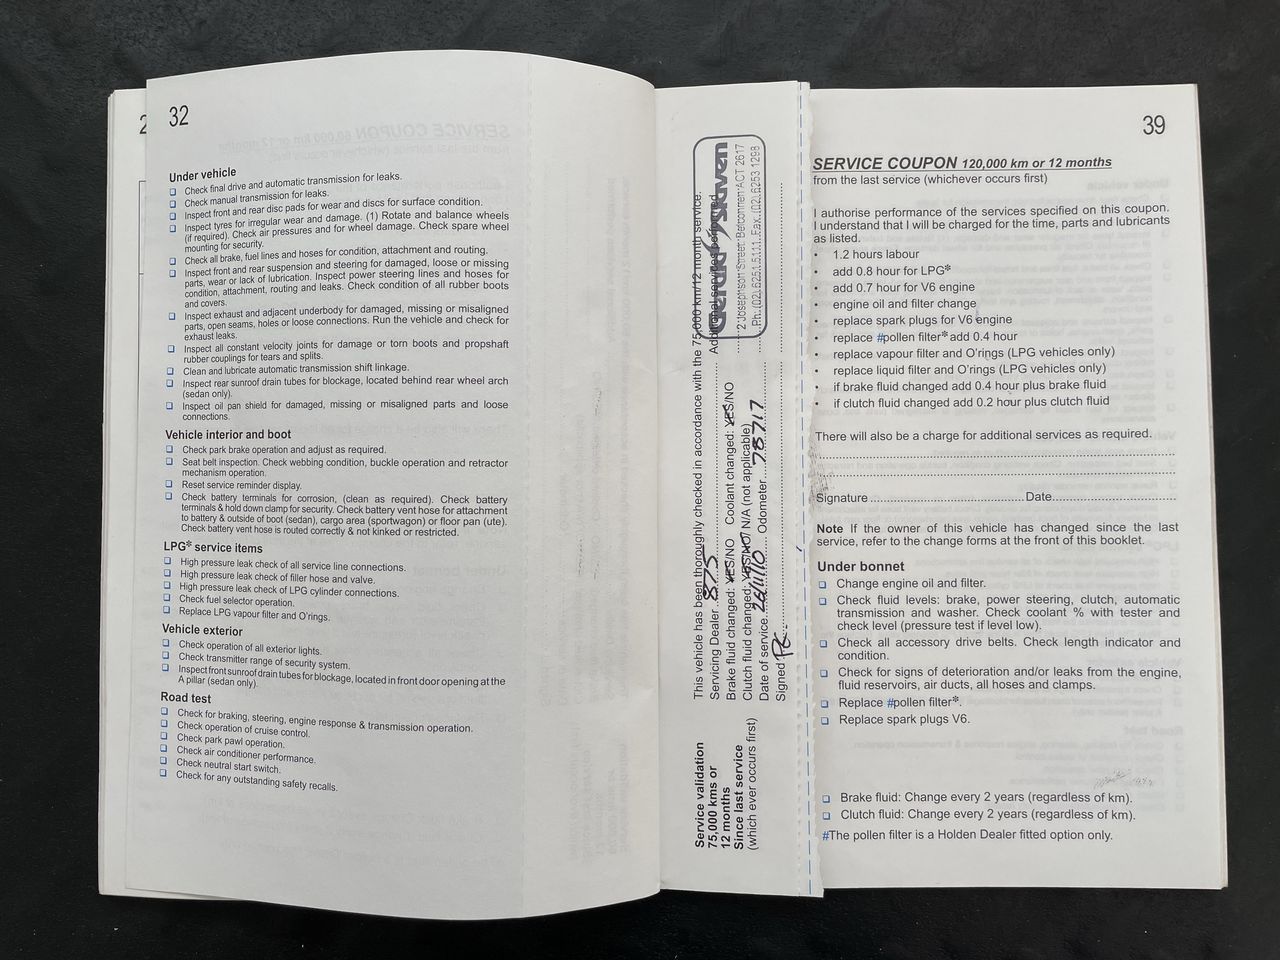 32
Under vehicle
❑ Check final drive and automatic transmission for leaks.
❑ Check manual transmission for leaks.
❑ Inspect front and rear disc pads for wear and discs for surface condition.
❑ Inspect tyres for irregular wear and damage. (1) Rotate and balance wheels
(if required). Check air pressures and for wheel damage. Check spare wheel
mounting for security.
❑ Check all brake, fuel lines and hoses for condition, attachment and routing.
❑ Inspect front and rear suspension and steering for damaged, loose or missing
parts, wear or lack of lubrication. Inspect power steering lines and hoses for
condition, attachment, routing and leaks. Check condition of all rubber boots
and covers.
❑ Inspect exhaust and adjacent underbody for damaged, missing or misaligned
parts, open seams, holes or loose connections. Run the vehicle and check for
exhaust leaks.
❑ Inspect all constant velocity joints for damage or torn boots and propshaft
rubber couplings for tears and splits.
❑ Clean and lubricate automatic transmission shift linkage.
❑ Inspect rear sunroof drain tubes for blockage, located behind rear wheel arch
(sedan only).
❑ Inspect oil pan shield for damaged, missing or misaligned parts and loose
connections.
Vehicle interior and boot
❑ Check park brake operation and adjust as required.
❑ Seat belt inspection. Check webbing condition, buckle operation and retractor
mechanism operation.
❑ Reset service reminder display.
❑ Check battery terminals for corrosion, (clean as required). Check battery
terminals & hold down clamp for security. Check battery vent hose for attachment
to battery & outside of boot (sedan), cargo area (sportwagon) or floor pan (ute).
Check battery vent hose is routed correctly & not kinked or restricted.
LPG* service items
❑ High pressure leak check of all service line connections.
❑ High pressure leak check of filler hose and valve.
❑ High pressure leak check of LPG cylinder connections.
❑ Check fuel selector operation.
❑ Replace LPG vapour filter and O'rings.
Vehicle exterior
❑ Check operation of all exterior lights.
❑ Check transmitter range of security system.
❑ Inspect front sunroof drain tubes for blockage, located in front door opening at the
A pillar (sedan only).
Road test
❑ Check for braking, steering, engine response & transmission operation.
❑ Check operation of cruise control.
❑ Check park pawl operation.
❑ Check air conditioner performance.
❑ Check neutral start switch.
❑ Check for any outstanding safety recalls.
Service validation
75,000 kms or
12 months
Since last service
(which ever occurs first)
This vehicle has been thoroughly checked in accordance with the 75,000 km/12 month service.
Servicing Dealer 875 Additional services
Brake fluid changed: YES/NO Coolant changed: YES/NO
Clutch fluid changed: YES/NO/ N/A (not applicable)
Date of service Odometer 78717
Signed
2 Josephson Street Belconnen ACT 2617
Ph: (02) 6251 5111 Fax: (02) 6253 1298
39
SERVICE COUPON 120,000 km or 12 months
from the last service (whichever occurs first)
I authorise performance of the services specified on this coupon.
I understand that I will be charged for the time, parts and lubricants
as listed.
• 1.2 hours labour
• add 0.8 hour for LPG*
• add 0.7 hour for V6 engine
• engine oil and filter change
• replace spark plugs for V6 engine
• replace #pollen filter* add 0.4 hour
• replace vapour filter and O'rings (LPG vehicles only)
• replace liquid filter and O'rings (LPG vehicles only)
• if brake fluid changed add 0.4 hour plus brake fluid
• if clutch fluid changed add 0.2 hour plus clutch fluid
There will also be a charge for additional services as required.
Signature Date
Note If the owner of this vehicle has changed since the last
service, refer to the change forms at the front of this booklet.
Under bonnet
❑ Change engine oil and filter.
❑ Check fluid levels: brake, power steering, clutch, automatic
transmission and washer. Check coolant % with tester and
check level (pressure test if level low).
❑ Check all accessory drive belts. Check length indicator and
condition.
❑ Check for signs of deterioration and/or leaks from the engine,
fluid reservoirs, air ducts, all hoses and clamps.
❑ Replace #pollen filter*.
❑ Replace spark plugs V6.
❑ Brake fluid: Change every 2 years (regardless of km).
❑ Clutch fluid: Change every 2 years (regardless of km).
#The pollen filter is a Holden Dealer fitted option only.